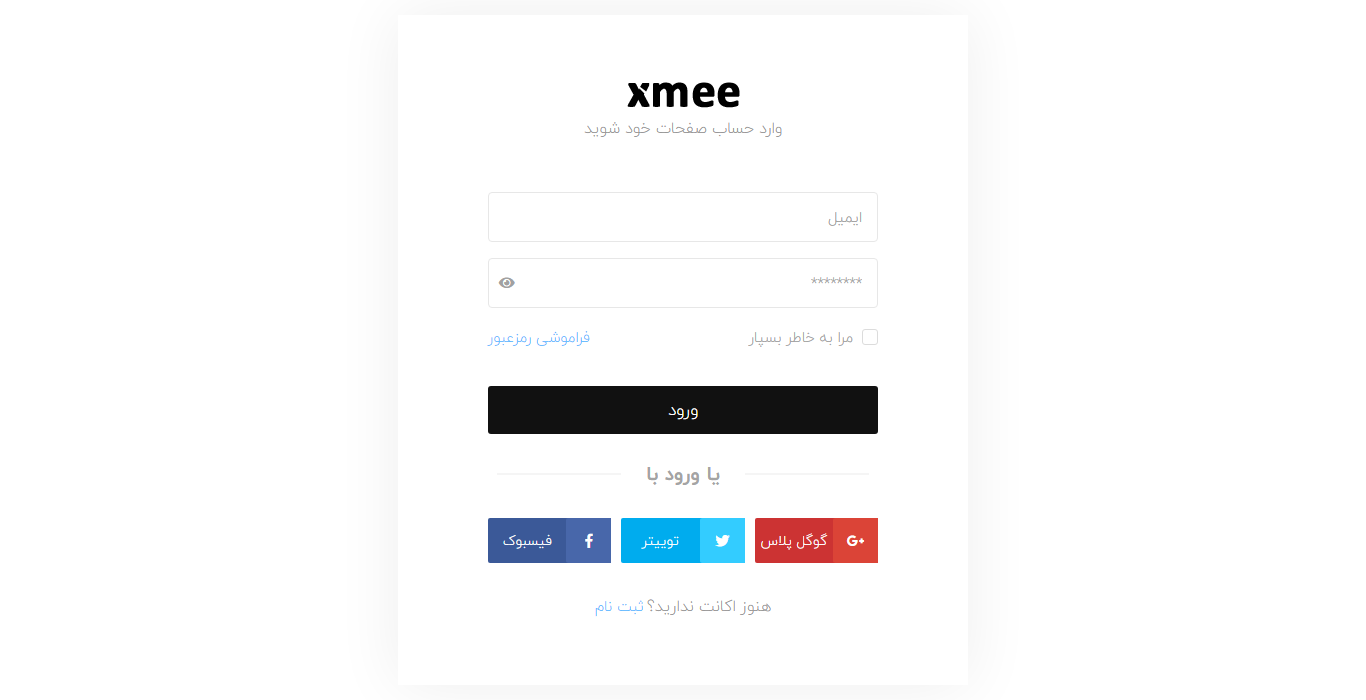 xmee
وارد حساب صفحات خود شوید
ایمیل
********
مرا به خاطر بسپار
فراموشی رمزعبور
ورود
یا ورود با
گوگل پلاس
توییتر
فیسبوک
هنوز اکانت ندارید؟ ثبت نام